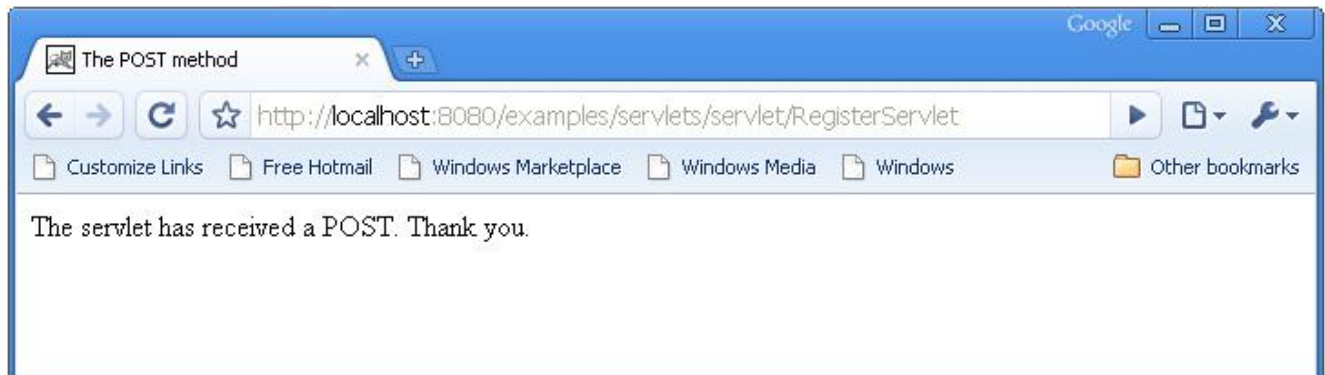 Google
The POST method
http://localhost:8080/examples/servlets/servlet/RegisterServlet
Customize Links Free Hotmail Windows Marketplace Windows Media Windows Other bookmarks
The servlet has received a POST. Thank you.